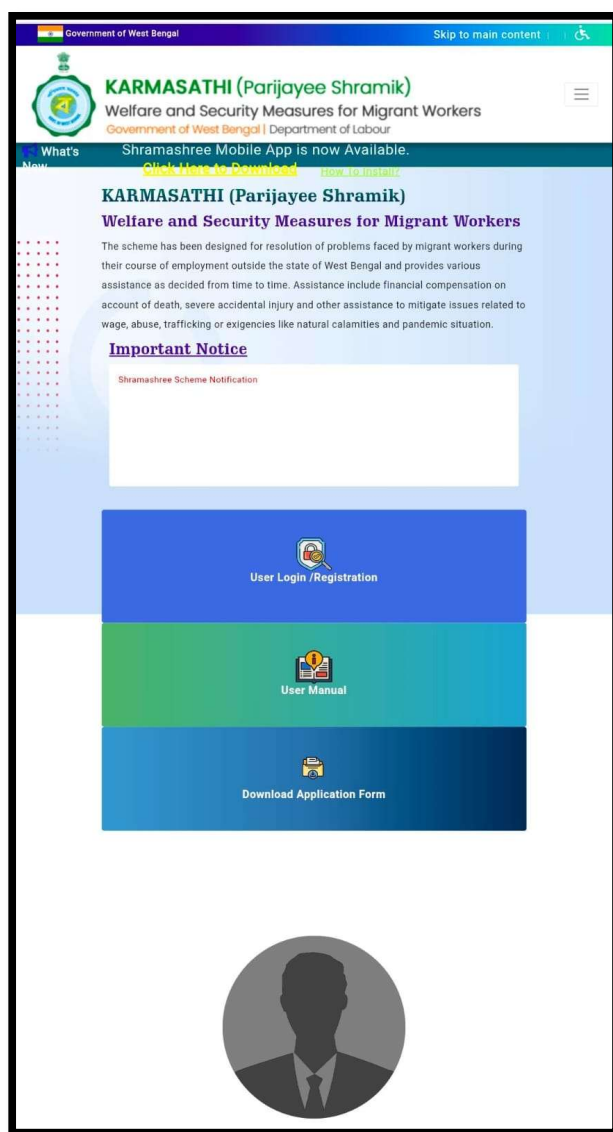 Government of West Bengal
Skip to main content
KARMASATHI (Parijayee Shramik)
Welfare and Security Measures for Migrant Workers
Government of West Bengal | Department of Labour
What's New
Shramashree Mobile App is now Available.
Click Here to Download How To Install?
KARMASATHI (Parijayee Shramik)
Welfare and Security Measures for Migrant Workers
The scheme has been designed for resolution of problems faced by migrant workers during
their course of employment outside the state of West Bengal and provides various
assistance as decided from time to time. Assistance include financial compensation on
account of death, severe accidental injury and other assistance to mitigate issues related to
wage, abuse, trafficking or exigencies like natural calamities and pandemic situation.
Important Notice
Shramashree Scheme Notification
User Login /Registration
User Manual
Download Application Form